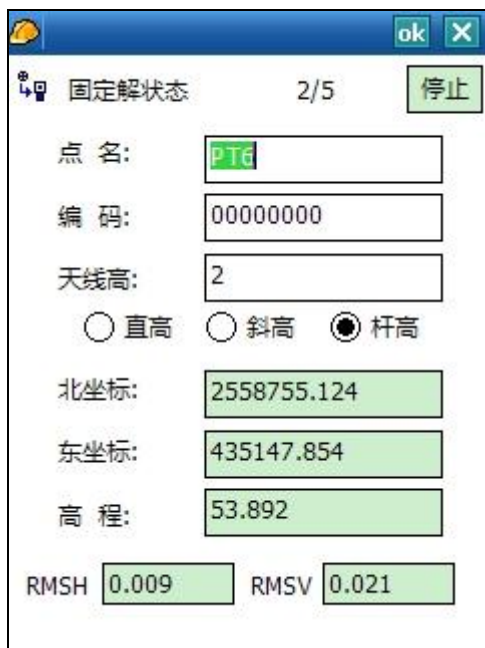 ok
固定解状态 2/5 停止
点 名: PT6
编 码: 00000000
天线高: 2
直高 斜高 杆高
北坐标: 2558755.124
东坐标: 435147.854
高 程: 53.892
RMSH 0.009 RMSV 0.021